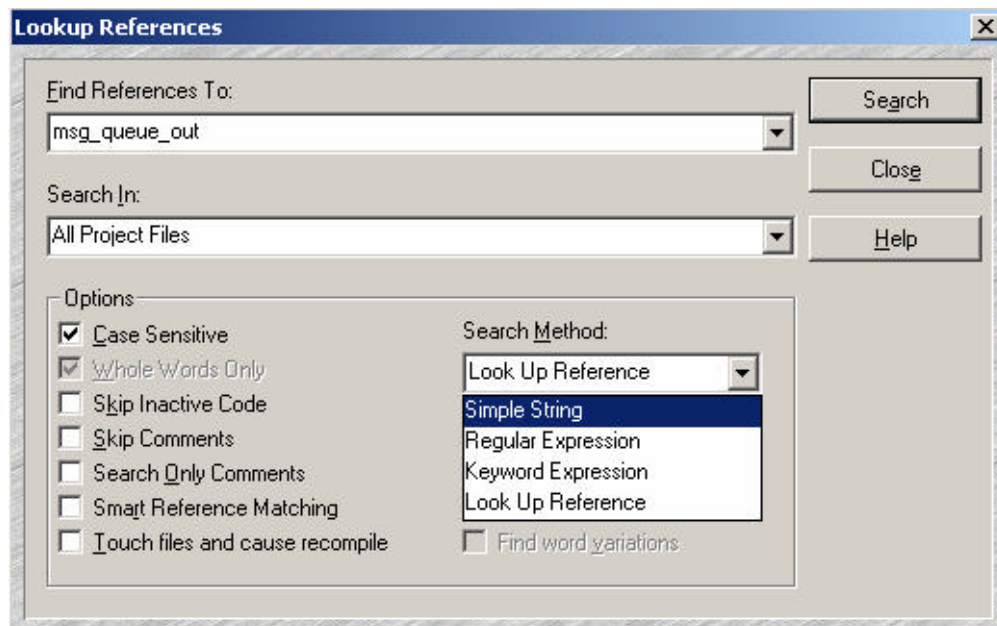 Lookup References
Find References To:
Search
msg_queue_out
Close
Search In:
All Project Files
Help
Options
Case Sensitive
Whole Words Only
Skip Inactive Code
Skip Comments
Search Only Comments
Smart Reference Matching
Touch files and cause recompile
Search Method:
Look Up Reference
Simple String
Regular Expression
Keyword Expression
Look Up Reference
Find word variations